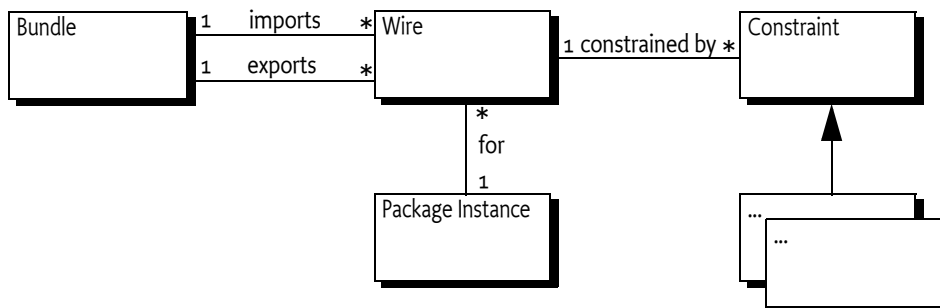 Bundle
1 imports *
1 exports *
Wire
1 constrained by *
Constraint
*
for
1
Package Instance
...
...